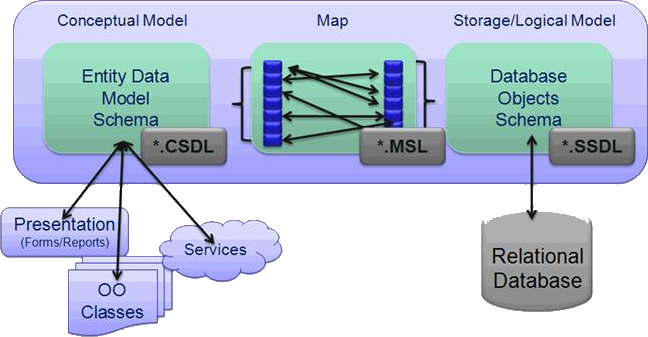 Conceptual Model
Map
Storage/Logical Model
Entity Data
Model
Schema
*.CSDL
*.MSL
Database
Objects
Schema
*.SSDL
Presentation
(Forms/Reports)
Services
OO
Classes
Relational
Database